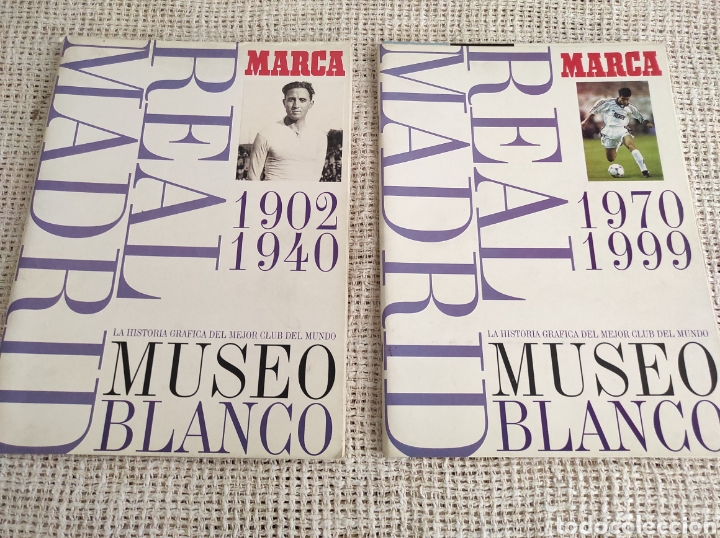 REAL
MADRID
MARCA
1902
1940
LA HISTORIA GRAFICA DEL MEJOR CLUB DEL MUNDO
MUSEO
BLANCO
REAL
MADRID
MARCA
1970
1999
LA HISTORIA GRAFICA DEL MEJOR CLUB DEL MUNDO
MUSEO
BLANCO
todocoleccion